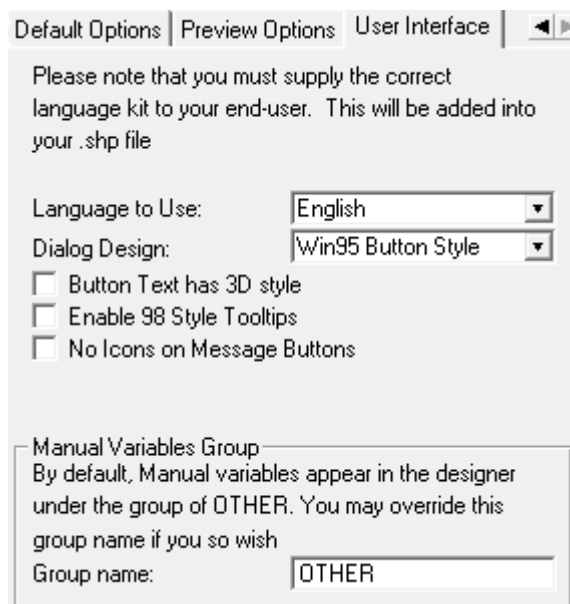 Default Options Preview Options User Interface
Please note that you must supply the correct
language kit to your end-user.  This will be added into
your .shp file
Language to Use: English
Dialog Design: Win95 Button Style
Button Text has 3D style
Enable 98 Style Tooltips
No Icons on Message Buttons
Manual Variables Group
By default, Manual variables appear in the designer
under the group of OTHER. You may override this
group name if you so wish
Group name: OTHER